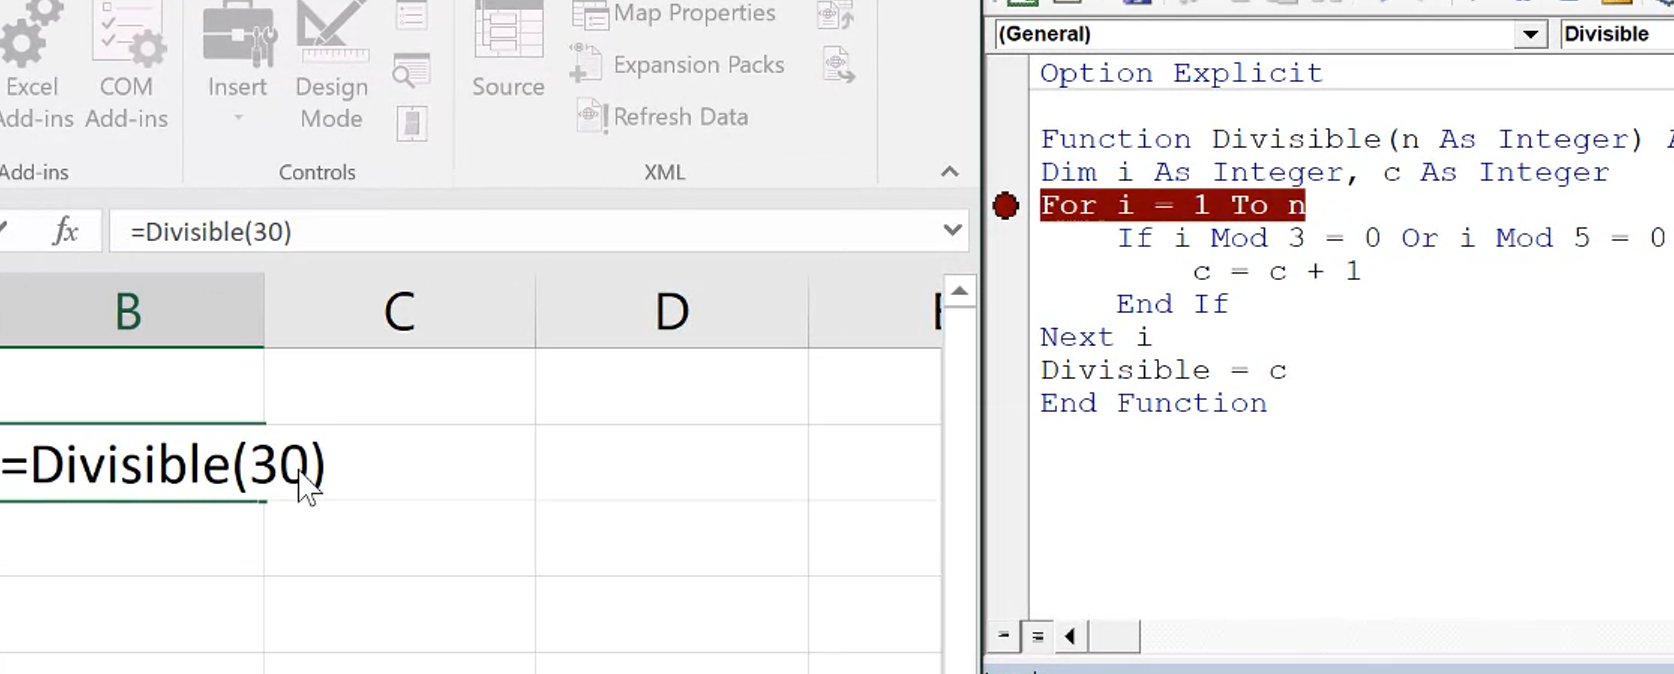 Excel
Add-ins
COM
Add-ins
Insert
Design
Mode
Source
Map Properties
Expansion Packs
Refresh Data
Add-ins
Controls
XML
fx
=Divisible(30)
B
C
D
=Divisible(30)
(General)
Divisible
Option Explicit
Function Divisible(n As Integer)
Dim i As Integer, c As Integer
For i = 1 To n
If i Mod 3 = 0 Or i Mod 5 = 0
c = c + 1
End If
Next i
Divisible = c
End Function